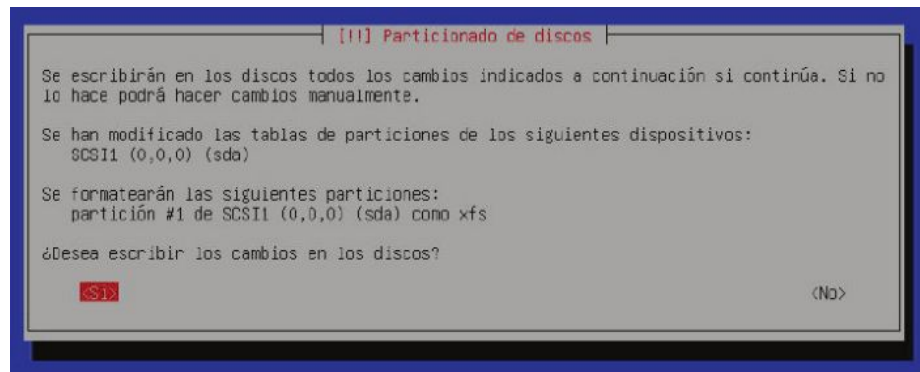 [!!] Particionado de discos
Se escribirán en los discos todos los cambios indicados a continuación si continúa. Si no
lo hace podrá hacer cambios manualmente.
Se han modificado las tablas de particiones de los siguientes dispositivos:
SCSI1 (0,0,0) (sda)
Se formatearán las siguientes particiones:
partición #1 de SCSI1 (0,0,0) (sda) como xfs
¿Desea escribir los cambios en los discos?
<Sí> <No>